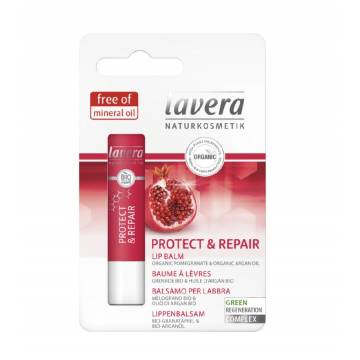 free of
mineral oil
lavera
NATURKOSMETIK
ORGANIC
lavera
BIO
PROTECT
& REPAIR
PROTECT & REPAIR
LIP BALM
ORGANIC POMEGRANATE & ORGANIC ARGAN OIL
BAUME À LÈVRES
GRENADE BIO & HUILE D'ARGAN BIO
BALSAMO PER LABBRA
MELOGRANO BIO &
OLIO DI ARGAN BIO
LIPPENBALSAM
BIO-GRANATAPFEL &
BIO-ARGANÖL
GREEN
REGENERATION
COMPLEX